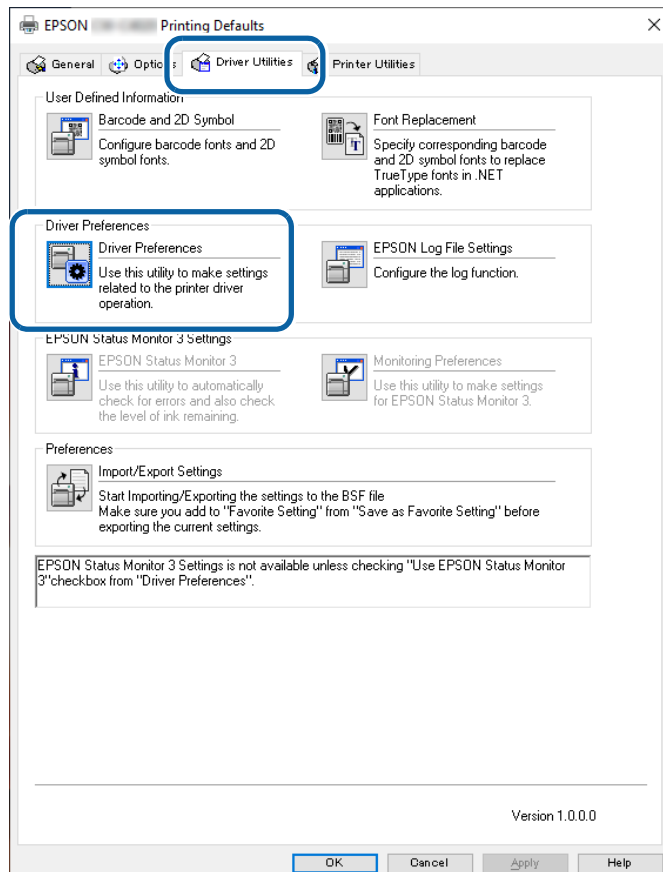 EPSON Printing Defaults
General Option Driver Utilities Printer Utilities
User Defined Information
Barcode and 2D Symbol
Configure barcode fonts and 2D
symbol fonts.
Font Replacement
Specify corresponding barcode
and 2D symbol fonts to replace
TrueType fonts in .NET
applications.
Driver Preferences
Driver Preferences
Use this utility to make settings
related to the printer driver
operation.
EPSON Log File Settings
Configure the log function.
EPSON Status Monitor 3 Settings
EPSON Status Monitor 3
Use this utility to automatically
check for errors and also check
the level of ink remaining.
Monitoring Preferences
Use this utility to make settings
for EPSON Status Monitor 3.
Preferences
Import/Export Settings
Start Importing/Exporting the settings to the BSF file
Make sure you add to "Favorite Setting" from "Save as Favorite Setting" before
exporting the current settings.
EPSON Status Monitor 3 Settings is not available unless checking "Use EPSON Status Monitor
3"checkbox from "Driver Preferences".
Version 1.0.0.0
OK Cancel Apply Help